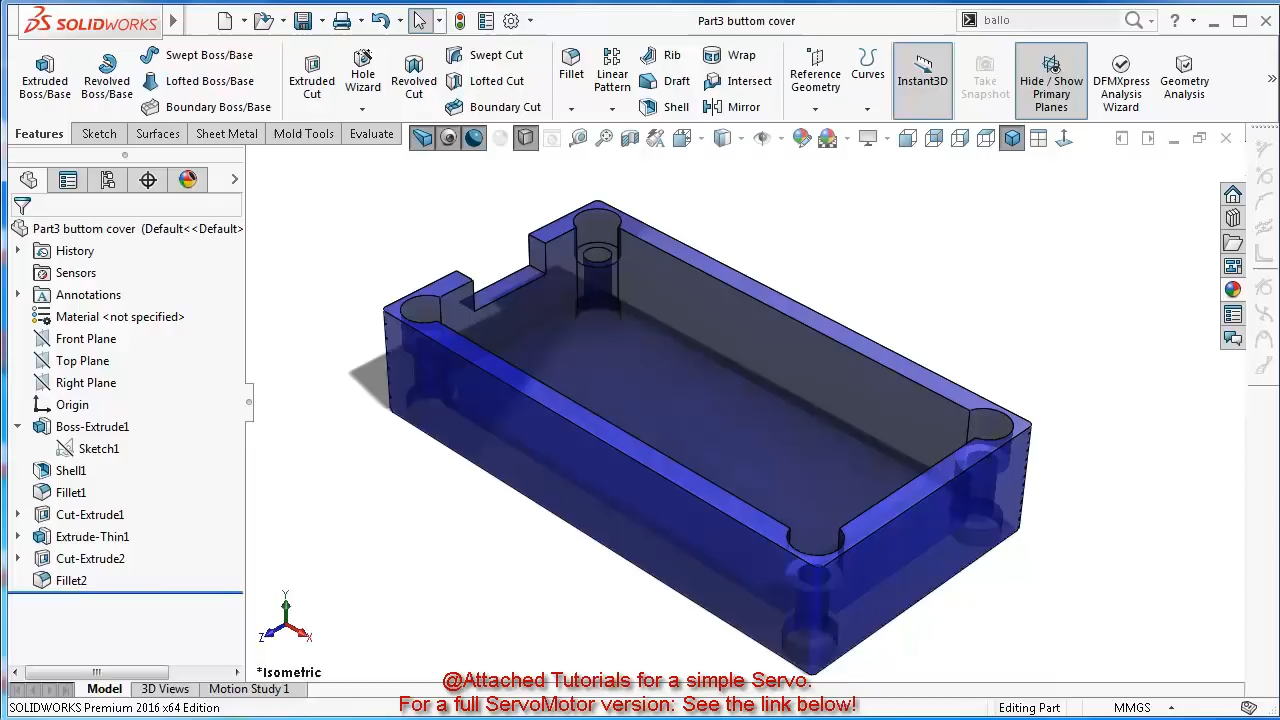 SOLIDWORKS
Part3 buttom cover
ballo
?
Extruded Boss/Base
Revolved Boss/Base
Swept Boss/Base
Lofted Boss/Base
Boundary Boss/Base
Extruded Cut
Hole Wizard
Revolved Cut
Swept Cut
Lofted Cut
Boundary Cut
Fillet
Linear Pattern
Rib
Draft
Shell
Wrap
Intersect
Mirror
Reference Geometry
Curves
Instant3D
Take Snapshot
Hide / Show Primary Planes
DFMXpress Analysis Wizard
Geometry Analysis
Features
Sketch
Surfaces
Sheet Metal
Mold Tools
Evaluate
Part3 buttom cover (Default<<Default>
History
Sensors
Annotations
Material <not specified>
Front Plane
Top Plane
Right Plane
Origin
Boss-Extrude1
Sketch1
Shell1
Fillet1
Cut-Extrude1
Extrude-Thin1
Cut-Extrude2
Fillet2
Y
Z
X
*Isometric
@Attached Tutorials for a simple Servo.
For a full ServoMotor version: See the link below!
Model
3D Views
Motion Study 1
SOLIDWORKS Premium 2016 x64 Edition
Editing Part
MMGS